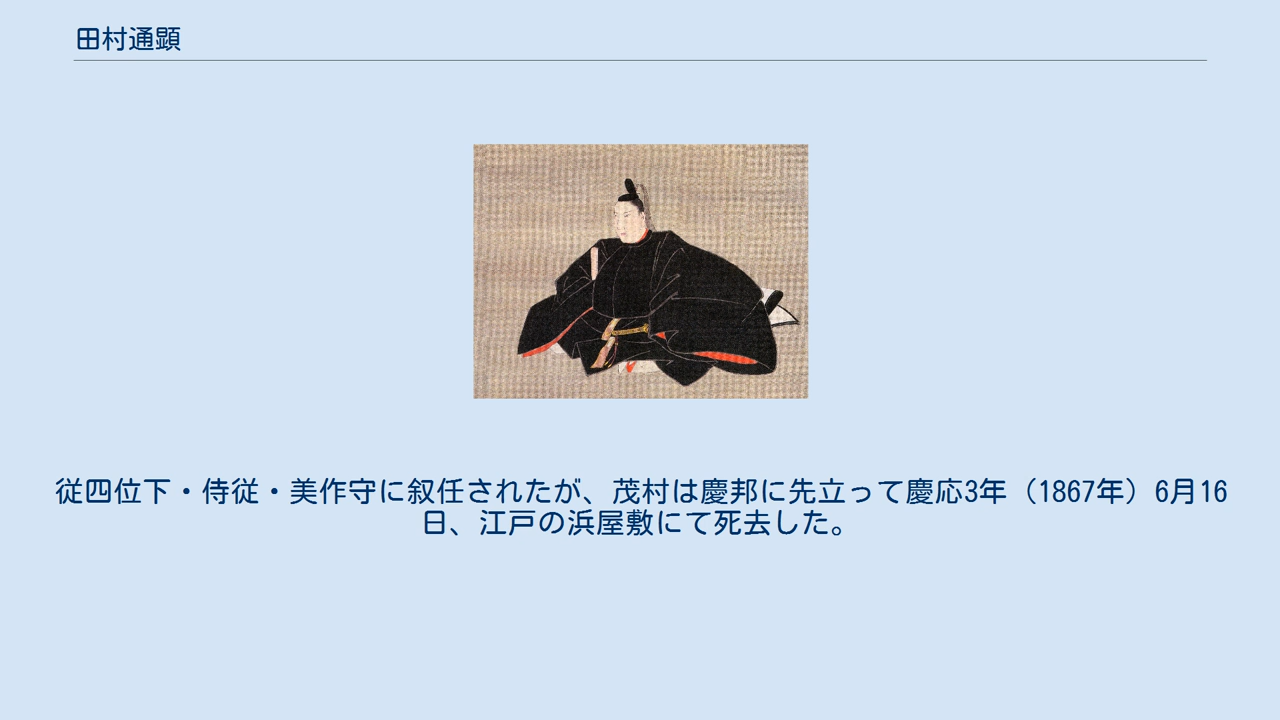 田村通顕
従四位下・侍従・美作守に叙任されたが、茂村は慶邦に先立って慶応3年（1867年）6月16
日、江戸の浜屋敷にて死去した。